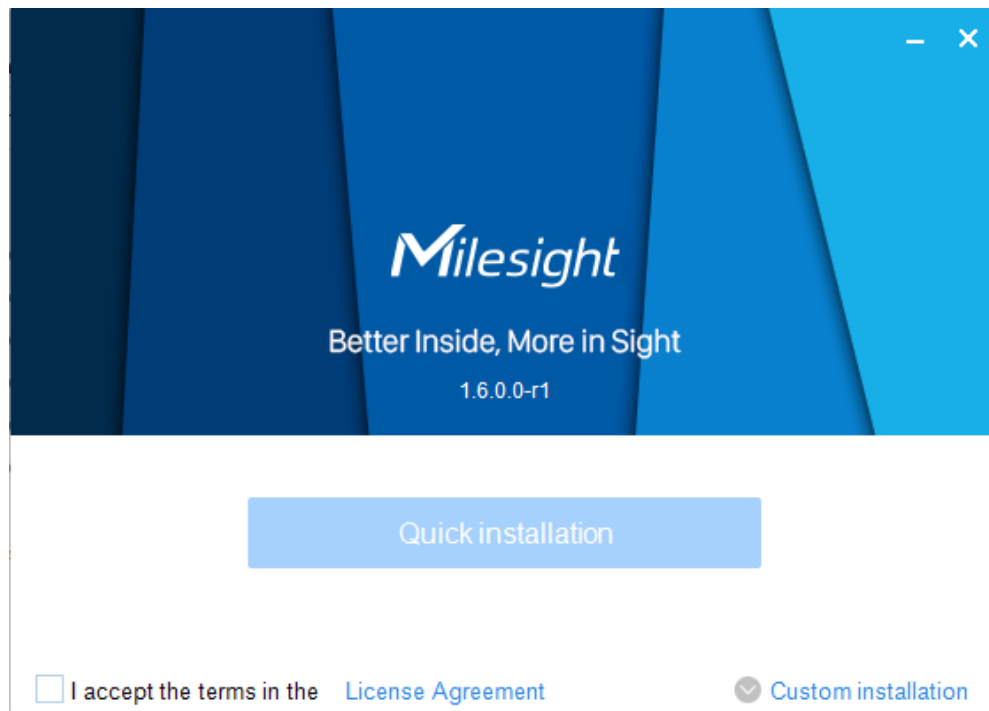 Milesight
Better Inside, More in Sight
1.6.0.0-r1
Quick installation
I accept the terms in the License Agreement
Custom installation